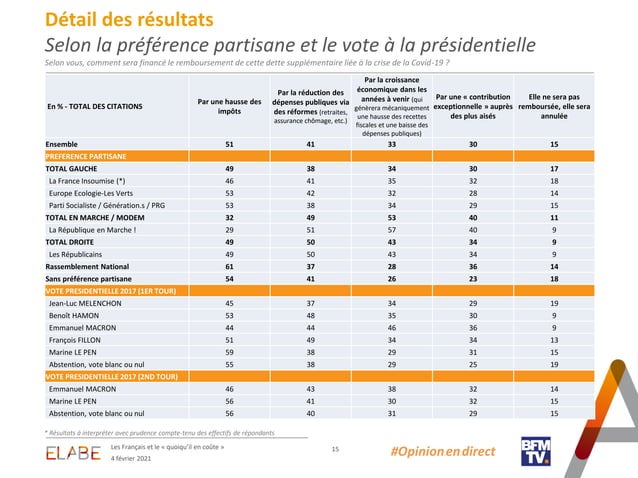 Détail des résultats
Selon la préférence partisane et le vote à la présidentielle
Selon vous, comment sera financé le remboursement de cette dette supplémentaire liée à la crise de la Covid-19 ?
En % - TOTAL DES CITATIONS
Par une hausse des
impôts
Par la réduction des
dépenses publiques via
des réformes (retraites,
assurance chômage, etc.)
Par la croissance
économique dans les
années à venir (qui
génèrera mécaniquement
une hausse des recettes
fiscales et une baisse des
dépenses publiques)
Par une « contribution
exceptionnelle » auprès
des plus aisés
Elle ne sera pas
remboursée, elle sera
annulée
Ensemble 51 41 33 30 15
PREFERENCE PARTISANE
TOTAL GAUCHE 49 38 34 30 17
La France Insoumise (*) 46 41 35 32 18
Europe Ecologie-Les Verts 53 42 32 28 14
Parti Socialiste / Génération.s / PRG 53 38 34 29 15
TOTAL EN MARCHE / MODEM 32 49 53 40 11
La République en Marche ! 29 51 57 40 9
TOTAL DROITE 49 50 43 34 9
Les Républicains 49 50 43 34 9
Rassemblement National 61 37 28 36 14
Sans préférence partisane 54 41 26 23 18
VOTE PRESIDENTIELLE 2017 (1ER TOUR)
Jean-Luc MELENCHON 45 37 34 29 19
Benoît HAMON 53 48 35 30 9
Emmanuel MACRON 44 44 46 36 9
François FILLON 51 49 34 34 13
Marine LE PEN 59 38 29 31 15
Abstention, vote blanc ou nul 55 38 29 25 19
VOTE PRESIDENTIELLE 2017 (2ND TOUR)
Emmanuel MACRON 46 43 38 32 14
Marine LE PEN 56 41 30 32 15
Abstention, vote blanc ou nul 56 40 31 29 15
* Résultats à interpréter avec prudence compte-tenu des effectifs de répondants
ELABE
Les Français et le « quoiqu'il en coûte »
4 février 2021
15
#Opinion en direct
BFM
TV.